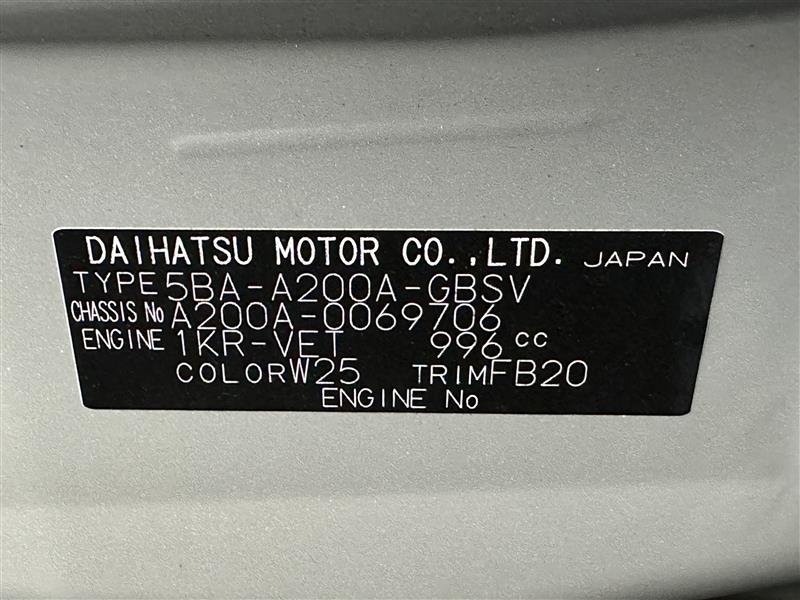 DAIHATSU MOTOR CO.,LTD. JAPAN
TYPE 5BA-A200A-GBSV
CHASSIS No A200A-0069706
ENGINE 1KR-VET 996 cc
COLOR W25 TRIM FB20
ENGINE No